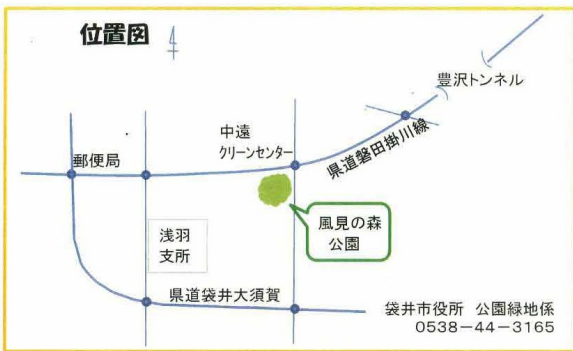 位置図
豊沢トンネル
中遠
クリーンセンター
県道磐田掛川線
郵便局
風見の森
公園
浅羽
支所
県道袋井大須賀
袋井市役所 公園緑地係
0538-44-3165